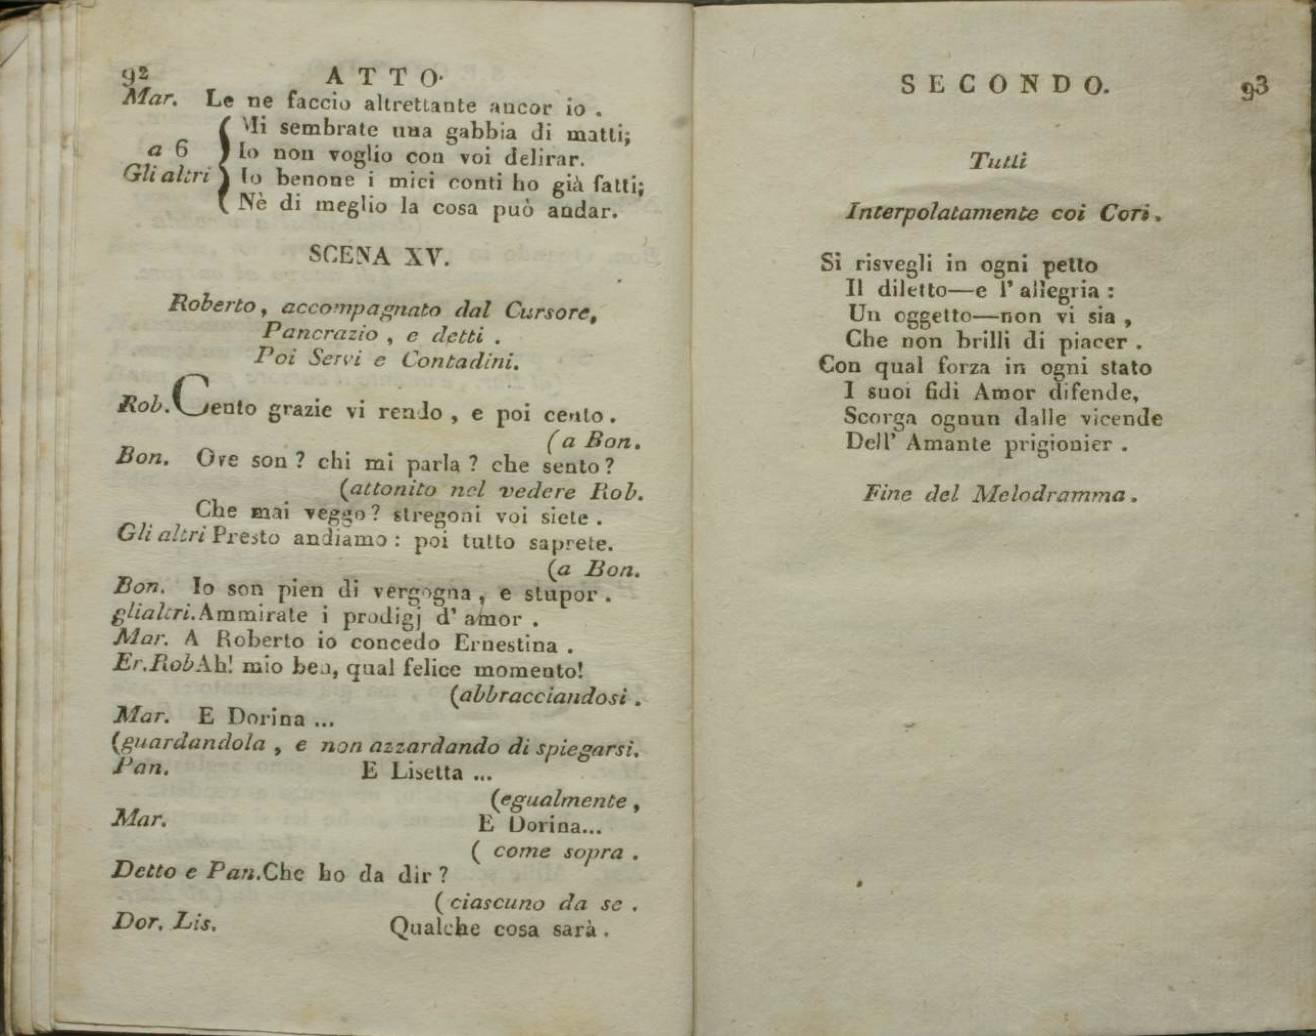 92 ATTO.
Mar. Le ne faccio altrettante ancor io .
Mi sembrate una gabbia di matti;
a 6 Io non voglio con voi delirar.
Gli altri Io benone i miei conti ho già fatti;
Nè di meglio la cosa può andar.
SCENA XV.
Roberto, accompagnato dal Cursore,
Pancrazio , e detti .
Poi Servi e Contadini.
Rob. Cento grazie vi rendo , e poi cento .
(a Bon.
Bon. Ove son ? chi mi parla ? che sento ?
(attonito nel vedere Rob.
Che mai veggo? stregoni voi siete .
Gli altri Presto andiamo : poi tutto saprete.
(a Bon.
Bon. Io son pien di vergogna , e stupor .
gli altri. Ammirate i prodigj d' amor .
Mar. A Roberto io concedo Ernestina .
Er. Rob Ah! mio ben, qual felice momento!
(abbracciandosi .
Mar. E Dorina ...
(guardandola , e non azzardando di spiegarsi.
Pan. E Lisetta ...
(egualmente ,
Mar. E Dorina...
( come sopra .
Detto e Pan. Che ho da dir ?
( ciascuno da se .
Dor. Lis. Qualche cosa sarà .
SECONDO. 93
Tutti
Interpolatamente coi Cori .
Si risvegli in ogni petto
Il diletto—e l' allegria :
Un oggetto—non vi sia ,
Che non brilli di piacer .
Con qual forza in ogni stato
I suoi fidi Amor difende,
Scorga ognun dalle vicende
Dell' Amante prigionier .
Fine del Melodramma .